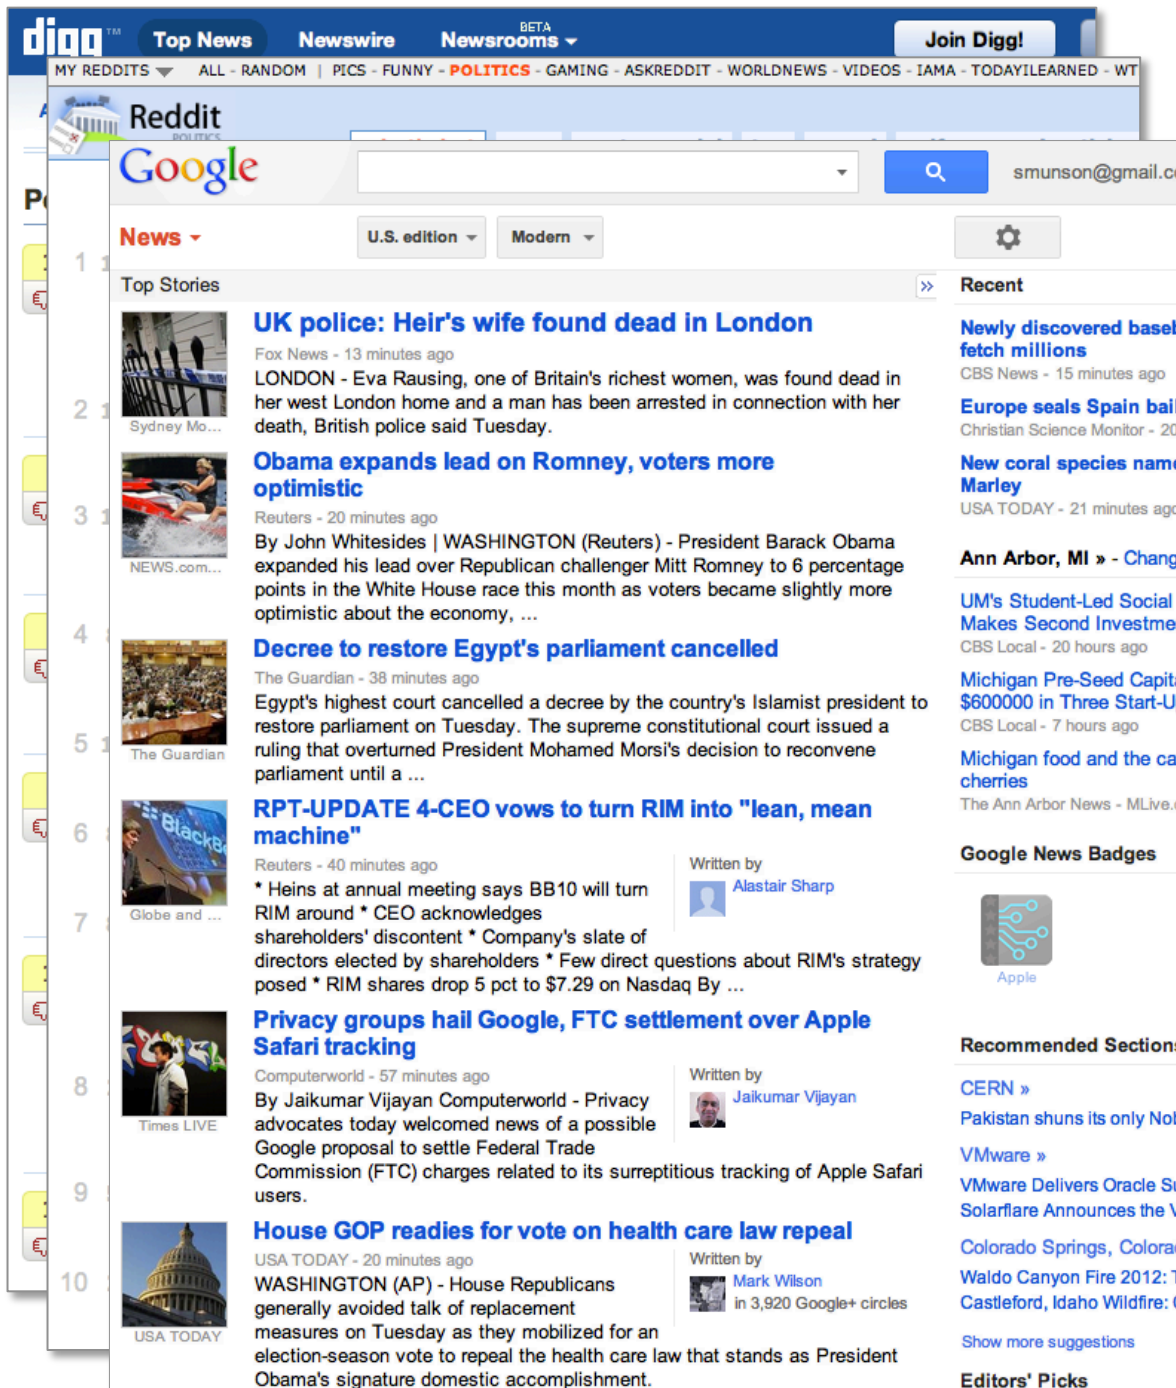 digg™ Top News Newswire Newsrooms BETA Join Digg!
MY REDDITS ALL - RANDOM | PICS - FUNNY - POLITICS - GAMING - ASKREDDIT - WORLDNEWS - VIDEOS - IAMA - TODAYILEARNED - WT
Reddit
POLITICS
Google
smunson@gmail.c
News
U.S. edition
Modern
Top Stories
»
UK police: Heir's wife found dead in London
Fox News - 13 minutes ago
LONDON - Eva Rausing, one of Britain's richest women, was found dead in
her west London home and a man has been arrested in connection with her
death, British police said Tuesday.
Sydney Mo...
Obama expands lead on Romney, voters more
optimistic
Reuters - 20 minutes ago
By John Whitesides | WASHINGTON (Reuters) - President Barack Obama
expanded his lead over Republican challenger Mitt Romney to 6 percentage
points in the White House race this month as voters became slightly more
optimistic about the economy, ...
NEWS.com...
Decree to restore Egypt's parliament cancelled
The Guardian - 38 minutes ago
Egypt's highest court cancelled a decree by the country's Islamist president to
restore parliament on Tuesday. The supreme constitutional court issued a
ruling that overturned President Mohamed Morsi's decision to reconvene
parliament until a ...
The Guardian
RPT-UPDATE 4-CEO vows to turn RIM into "lean, mean
machine"
Reuters - 40 minutes ago
* Heins at annual meeting says BB10 will turn
RIM around * CEO acknowledges
shareholders' discontent * Company's slate of
directors elected by shareholders * Few direct questions about RIM's strategy
posed * RIM shares drop 5 pct to $7.29 on Nasdaq By ...
Written by
Alastair Sharp
BlackBe
Globe and ...
Privacy groups hail Google, FTC settlement over Apple
Safari tracking
Computerworld - 57 minutes ago
By Jaikumar Vijayan Computerworld - Privacy
advocates today welcomed news of a possible
Google proposal to settle Federal Trade
Commission (FTC) charges related to its surreptitious tracking of Apple Safari
users.
Written by
Jaikumar Vijayan
Times LIVE
House GOP readies for vote on health care law repeal
USA TODAY - 20 minutes ago
WASHINGTON (AP) - House Republicans
generally avoided talk of replacement
measures on Tuesday as they mobilized for an
election-season vote to repeal the health care law that stands as President
Obama's signature domestic accomplishment.
Written by
Mark Wilson
in 3,920 Google+ circles
USA TODAY
Recent
Newly discovered baseb
fetch millions
CBS News - 15 minutes ago
Europe seals Spain bai
Christian Science Monitor - 20
New coral species name
Marley
USA TODAY - 21 minutes ago
Ann Arbor, MI » - Chang
UM's Student-Led Social
Makes Second Investme
CBS Local - 20 hours ago
Michigan Pre-Seed Capit
$600000 in Three Start-U
CBS Local - 7 hours ago
Michigan food and the ca
cherries
The Ann Arbor News - MLive.
Google News Badges
Apple
Recommended Sections
CERN »
Pakistan shuns its only Nob
VMware »
VMware Delivers Oracle Su
Solarflare Announces the V
Colorado Springs, Colorad
Waldo Canyon Fire 2012: T
Castleford, Idaho Wildfire:
Show more suggestions
Editors' Picks
1
2
3
4
5
6
7
8
9
10